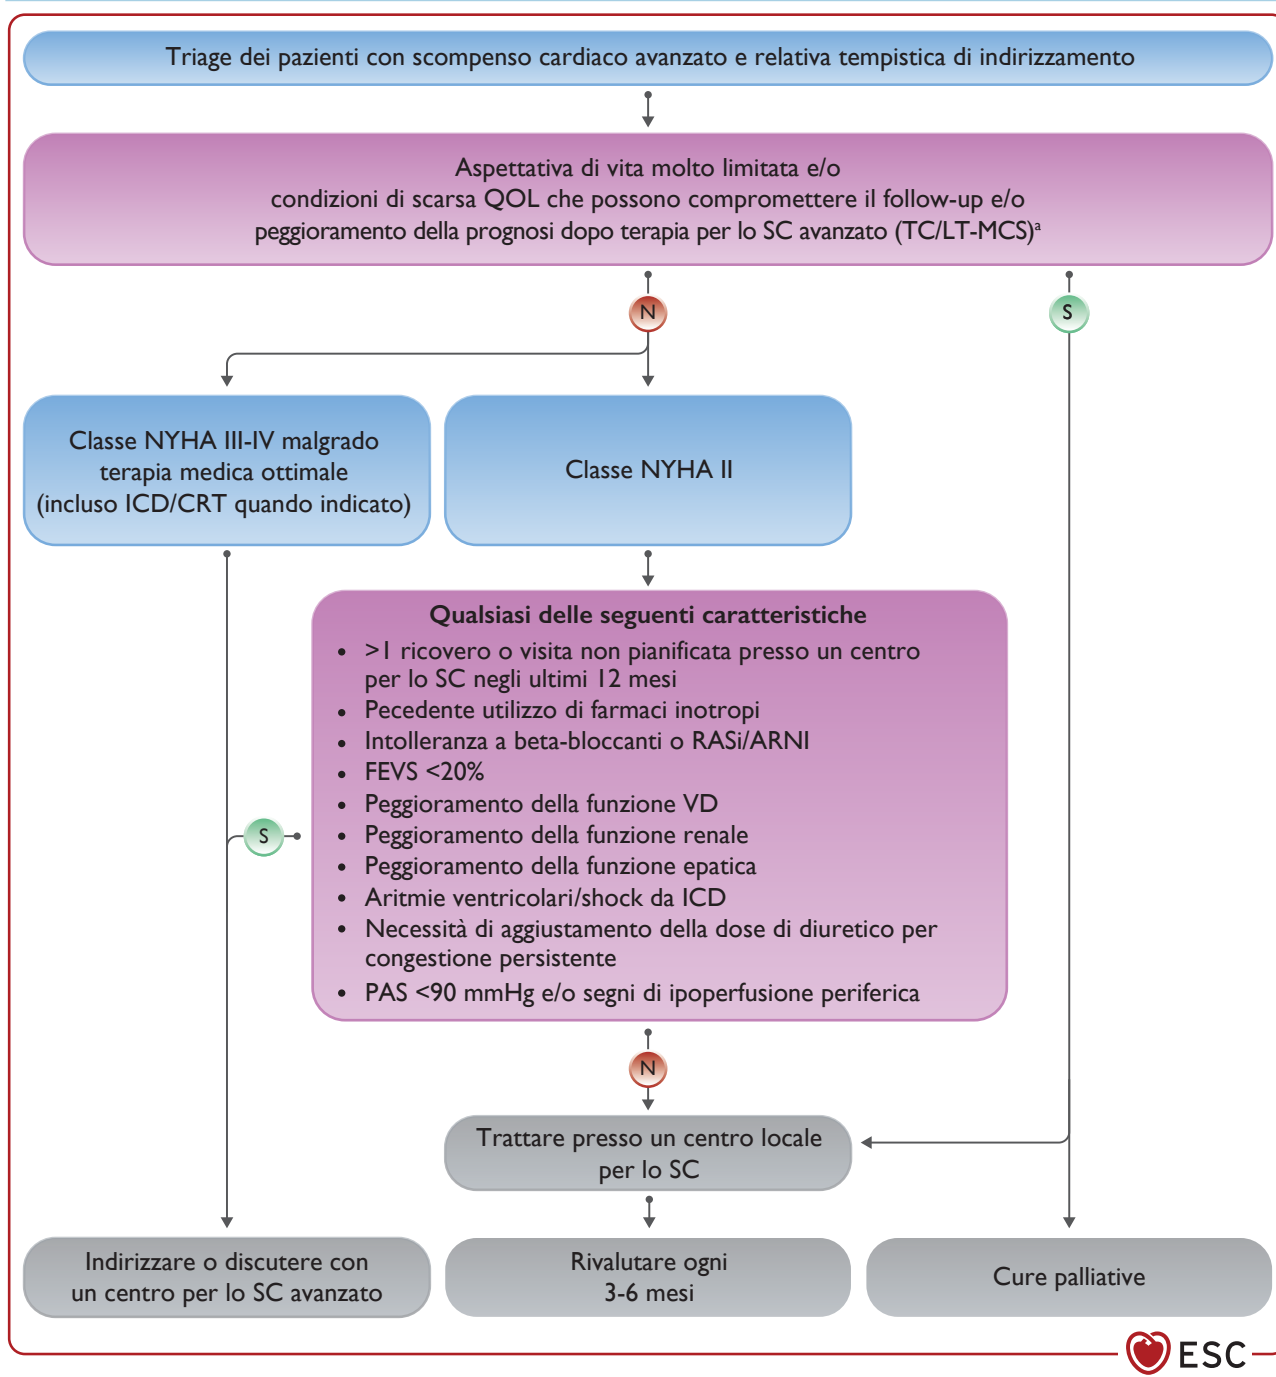 Triage dei pazienti con scompenso cardiaco avanzato e relativa tempistica di indirizzamento
Aspettativa di vita molto limitata e/o
condizioni di scarsa QOL che possono compromettere il follow-up e/o
peggioramento della prognosi dopo terapia per lo SC avanzato (TC/LT-MCS)ᵃ
N
S
Classe NYHA III-IV malgrado
terapia medica ottimale
(incluso ICD/CRT quando indicato)
Classe NYHA II
Qualsiasi delle seguenti caratteristiche
• >1 ricovero o visita non pianificata presso un centro
per lo SC negli ultimi 12 mesi
• Pecedente utilizzo di farmaci inotropi
• Intolleranza a beta-bloccanti o RASi/ARNI
• FEVS <20%
• Peggioramento della funzione VD
• Peggioramento della funzione renale
• Peggioramento della funzione epatica
• Aritmie ventricolari/shock da ICD
• Necessità di aggiustamento della dose di diuretico per
congestione persistente
• PAS <90 mmHg e/o segni di ipoperfusione periferica
S
N
Trattare presso un centro locale
per lo SC
Indirizzare o discutere con
un centro per lo SC avanzato
Rivalutare ogni
3-6 mesi
Cure palliative
ESC